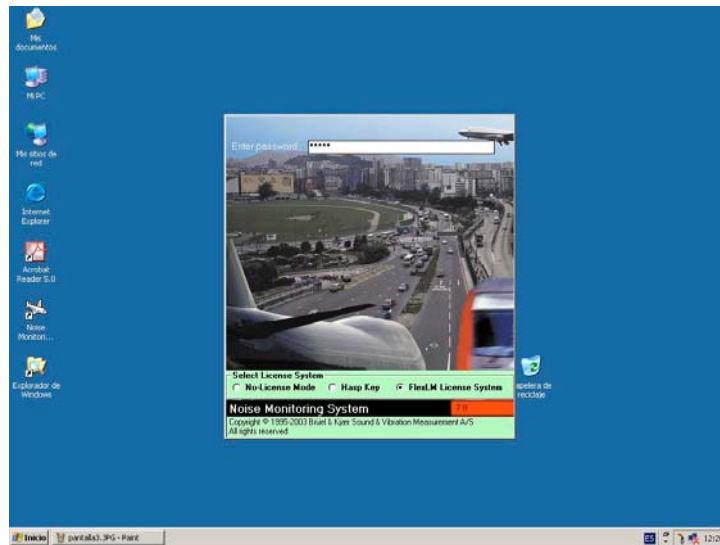 Mis
documentos
Mi PC
Mis sitios de
red
Internet
Explorer
Acrobat
Reader 5.0
Noise
Monitori...
Explorador de
Windows
Enter password :
*****
Select License System
No-License Mode
Hasp Key
FlexLM License System
Noise Monitoring System
7.0
Copyright © 1995-2003 Brüel & Kjær Sound & Vibration Measurement A/S
All rights reserved
apelera de
reciclaje
Inicio
pantalla3.JPG - Paint
ES